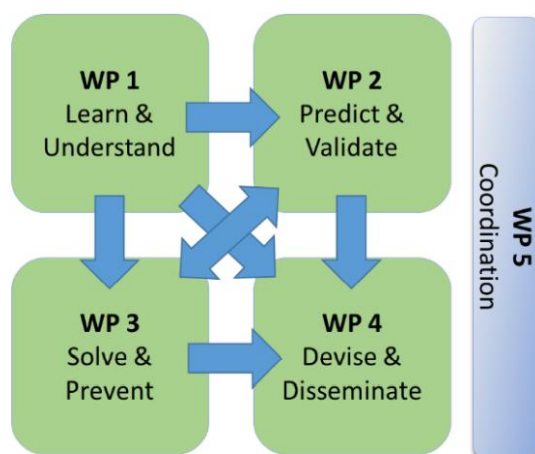 WP 1
Learn &
Understand
WP 2
Predict &
Validate
WP 3
Solve &
Prevent
WP 4
Devise &
Disseminate
WP 5
Coordination